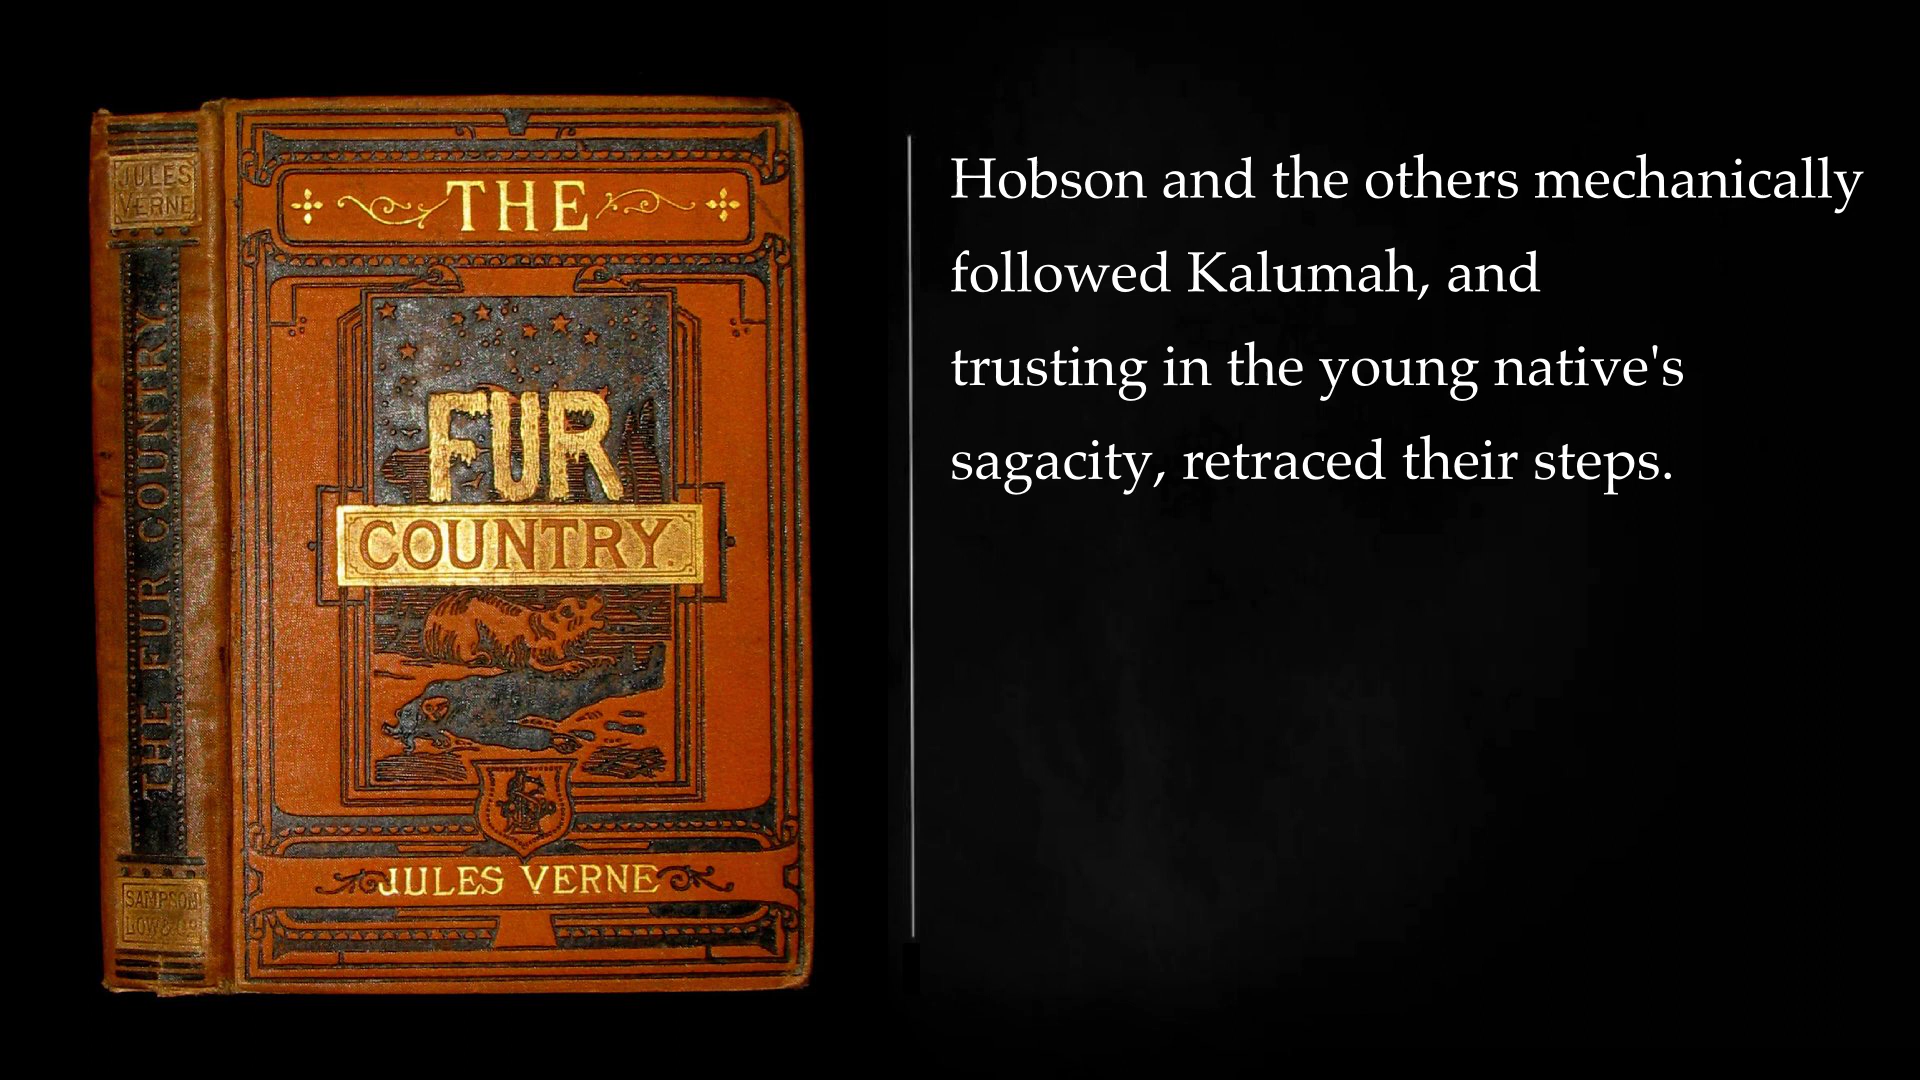 JULES
VERNE
THE FUR COUNTRY.
SAMPSON
LOW & Co
THE
FUR
COUNTRY.
JULES VERNE
Hobson and the others mechanically
followed Kalumah, and
trusting in the young native's
sagacity, retraced their steps.